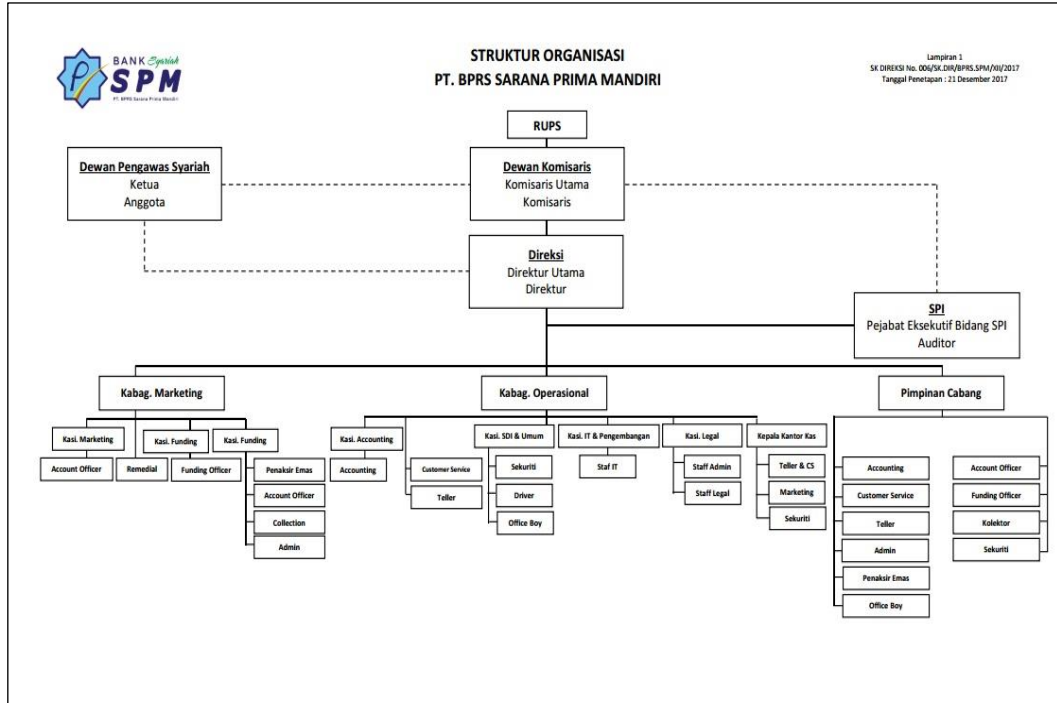 BANK Syariah
SPM
PT. BPRS Sarana Prima Mandiri
STRUKTUR ORGANISASI
PT. BPRS SARANA PRIMA MANDIRI
Lampiran 1
SK DIREKSI No. 006/SK.DIR/BPRS.SPM/XII/2017
Tanggal Penetapan : 21 Desember 2017
RUPS
Dewan Pengawas Syariah
Ketua
Anggota
Dewan Komisaris
Komisaris Utama
Komisaris
Direksi
Direktur Utama
Direktur
SPI
Pejabat Eksekutif Bidang SPI
Auditor
Kabag. Marketing
Kabag. Operasional
Pimpinan Cabang
Kasi. Marketing
Kasi. Funding
Kasi. Funding
Account Officer
Remedial
Funding Officer
Penaksir Emas
Account Officer
Collection
Admin
Kasi. Accounting
Accounting
Customer Service
Teller
Kasi. SDI & Umum
Sekuriti
Driver
Office Boy
Kasi. IT & Pengembangan
Staf IT
Kasi. Legal
Staff Admin
Staff Legal
Kepala Kantor Kas
Teller & CS
Marketing
Sekuriti
Accounting
Customer Service
Teller
Admin
Penaksir Emas
Office Boy
Account Officer
Funding Officer
Kolektor
Sekuriti